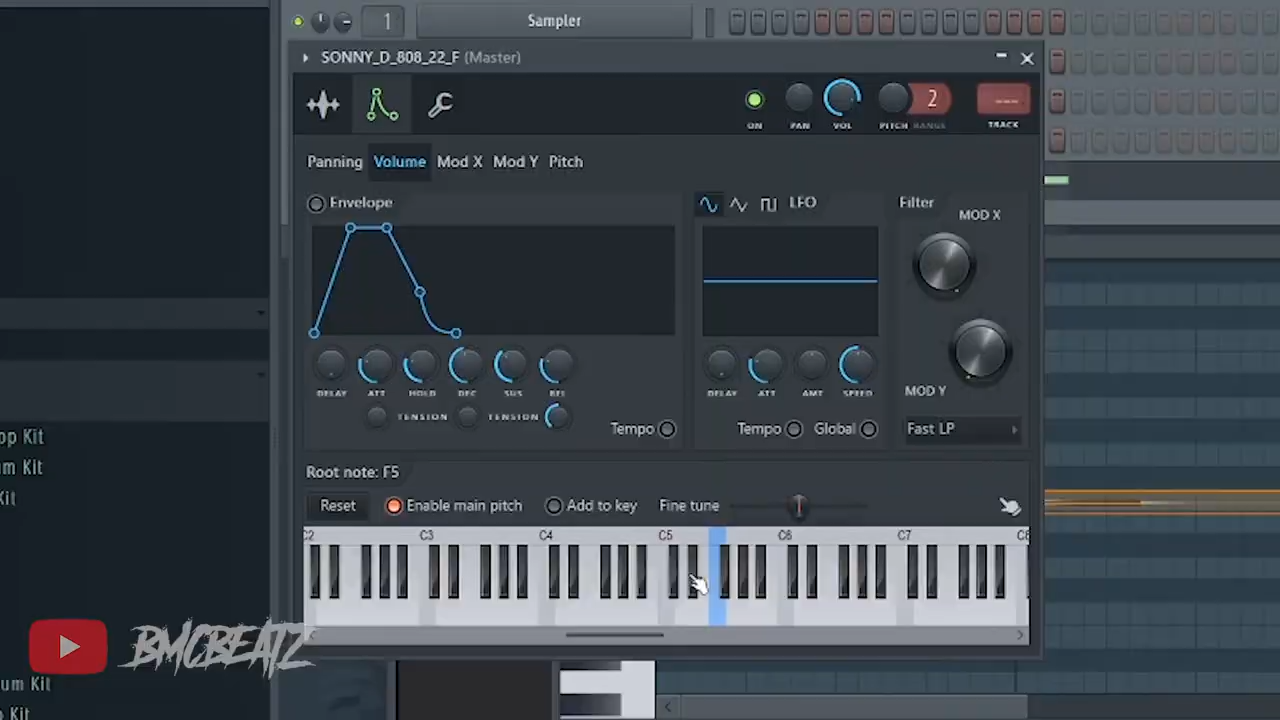 1
Sampler
SONNY_D_808_22_F (Master)
2
ON PAN VOL PITCH RANGE TRACK
Panning Volume Mod X Mod Y Pitch
Envelope
LFO
Filter
MOD X
DELAY ATT HOLD DEC SUS REL
DELAY ATT AMT SPEED
MOD Y
TENSION TENSION
Tempo
Tempo Global
Fast LP
op Kit
m Kit
Kit
Root note: F5
Reset Enable main pitch Add to key Fine tune
C2 C3 C4 C5 C6 C7 C8
BMCBEATZ
um Kit
Kit